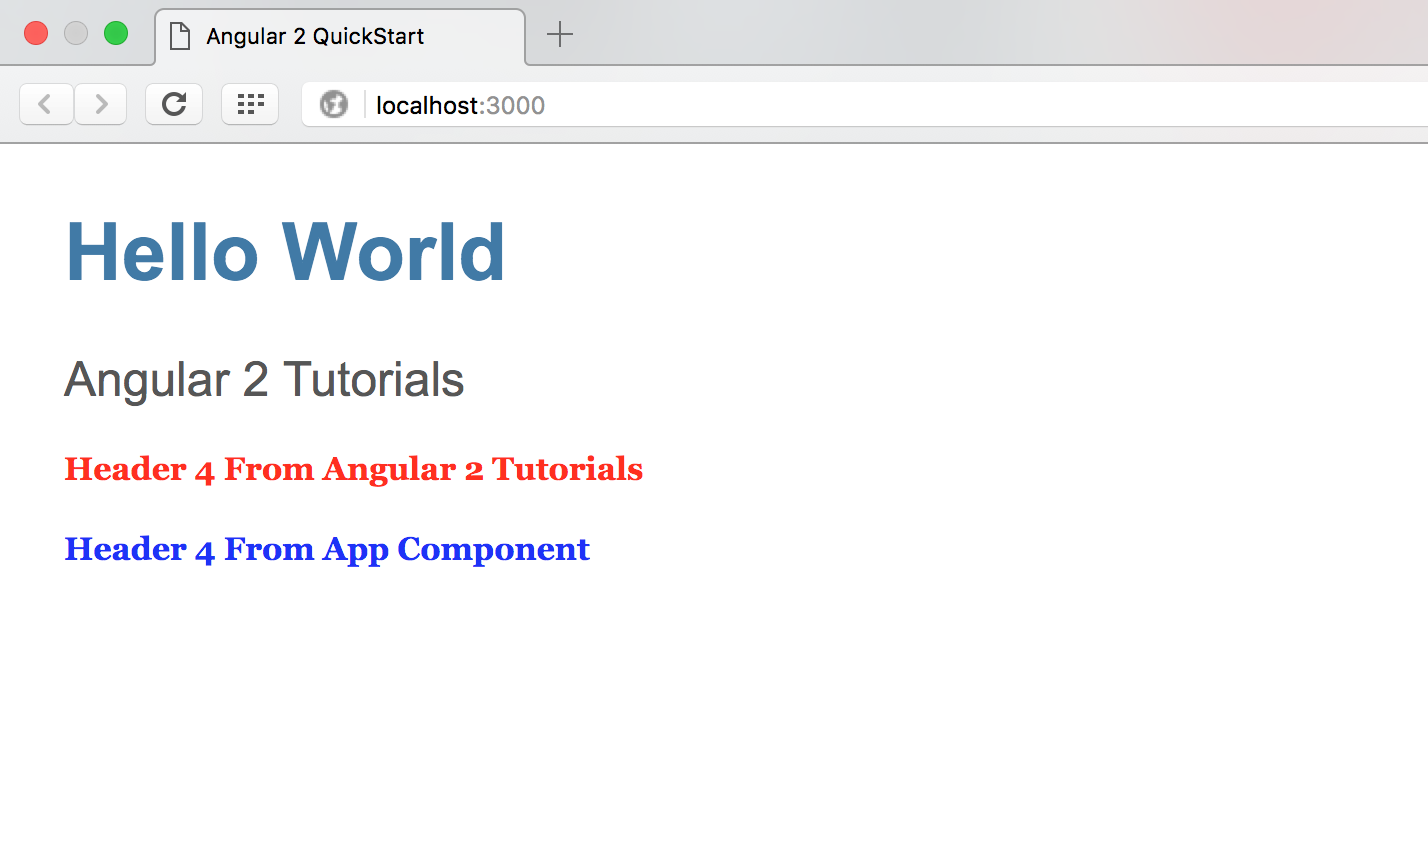 Angular 2 QuickStart
localhost:3000
Hello World
Angular 2 Tutorials
Header 4 From Angular 2 Tutorials
Header 4 From App Component